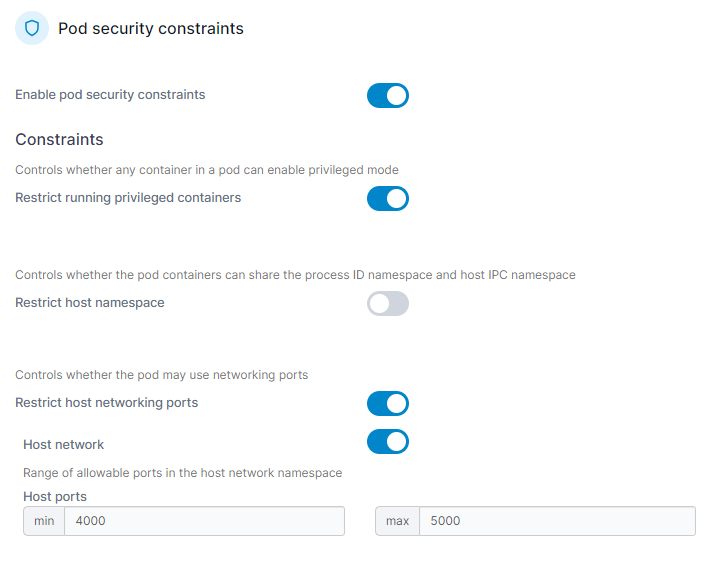 Pod security constraints
Enable pod security constraints
Constraints
Controls whether any container in a pod can enable privileged mode
Restrict running privileged containers
Controls whether the pod containers can share the process ID namespace and host IPC namespace
Restrict host namespace
Controls whether the pod may use networking ports
Restrict host networking ports
Host network
Range of allowable ports in the host network namespace
Host ports
min 4000 max 5000